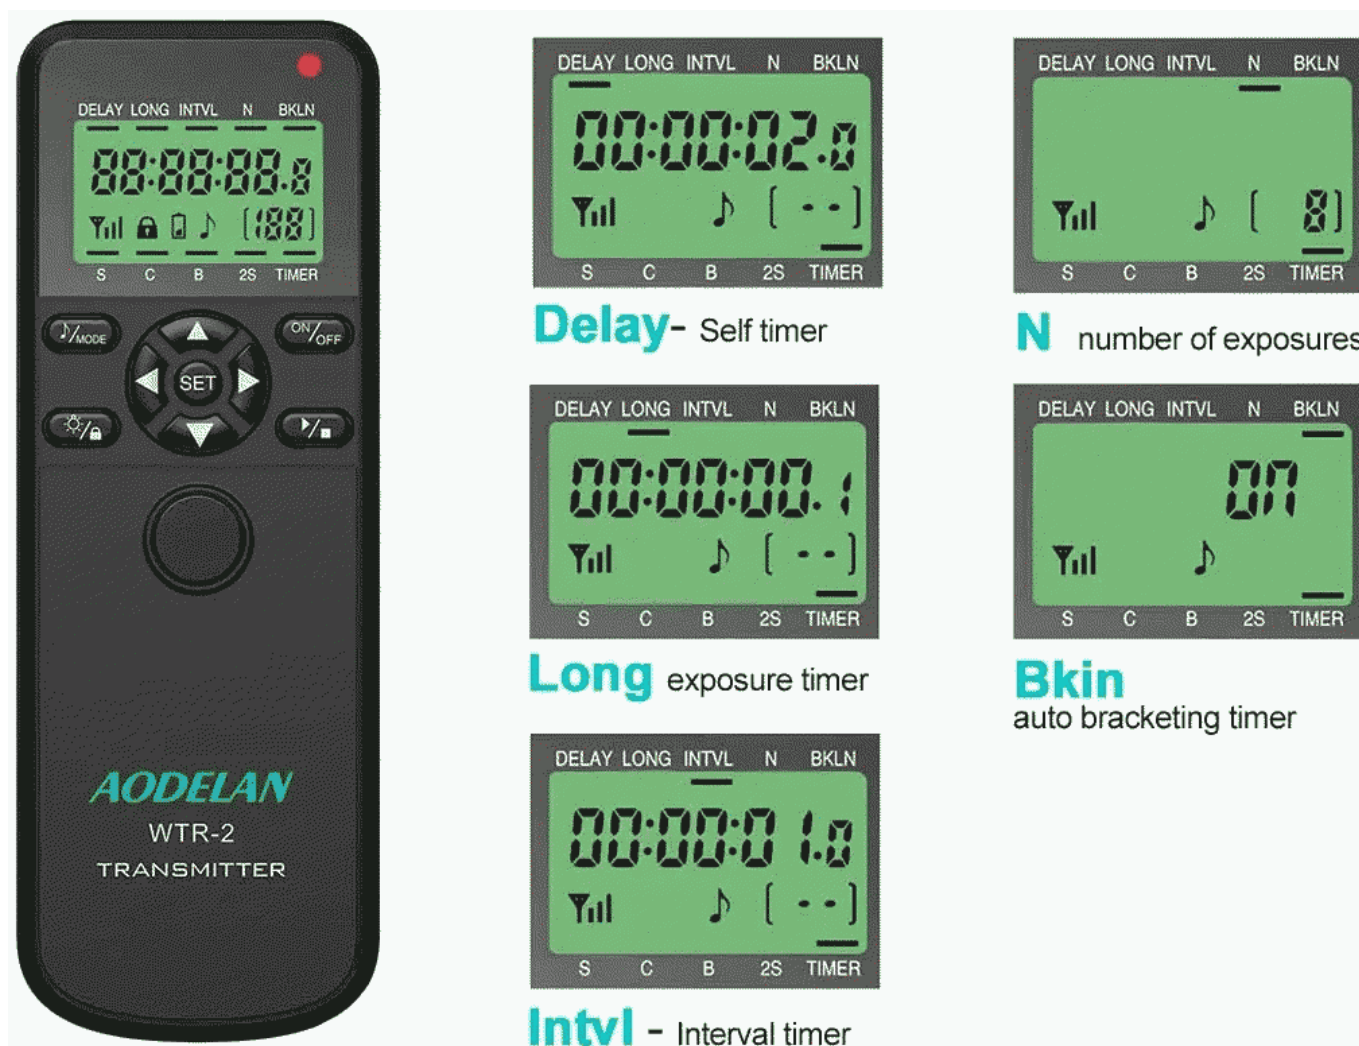 DELAY LONG INTVL N BKLN
88:88:88.8
[188]
S C B 2S TIMER
♪/MODE
ON/OFF
SET
AODELAN
WTR-2
TRANSMITTER
DELAY LONG INTVL N BKLN
00:00:02.0
[ --]
S C B 2S TIMER
Delay- Self timer
DELAY LONG INTVL N BKLN
00:00:00.1
[ --]
S C B 2S TIMER
Long exposure timer
DELAY LONG INTVL N BKLN
00:00:01.0
[ --]
S C B 2S TIMER
Intvl - Interval timer
DELAY LONG INTVL N BKLN
[ 8]
S C B 2S TIMER
N number of exposures
DELAY LONG INTVL N BKLN
on
S C B 2S TIMER
Bkin
auto bracketing timer